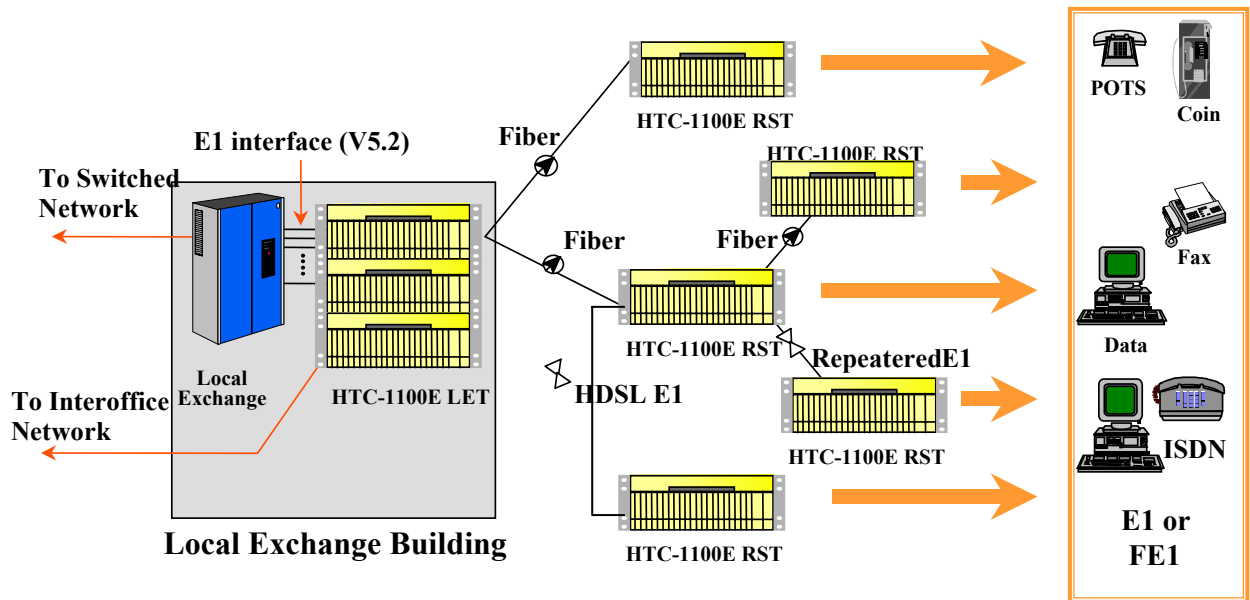 E1 interface (V5.2)
To Switched
Network
Local
Exchange
HTC-1100E LET
To Interoffice
Network
Local Exchange Building
Fiber
HTC-1100E RST
Fiber
HTC-1100E RST
Fiber
HTC-1100E RST
HDSL E1
RepeateredE1
HTC-1100E RST
HTC-1100E RST
POTS
Coin
Fax
Data
ISDN
E1 or
FE1